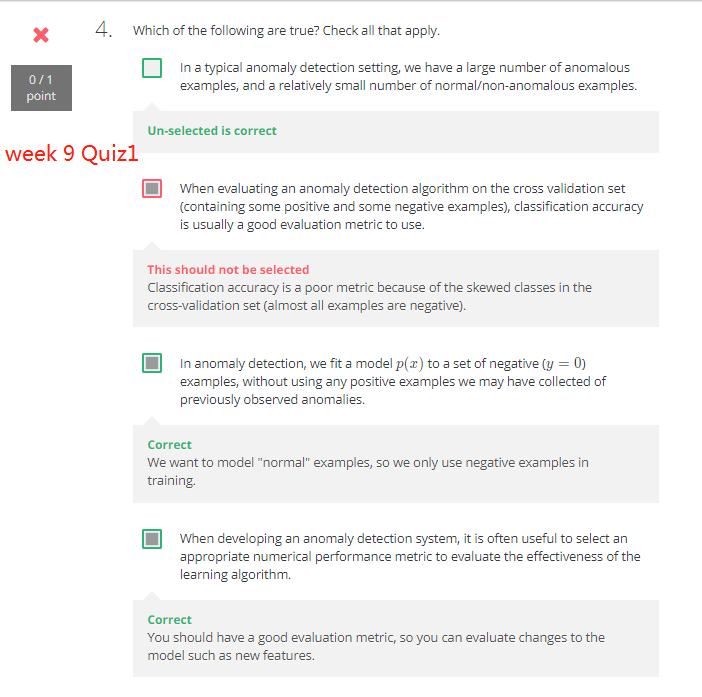 4. Which of the following are true? Check all that apply.
0 / 1
point
In a typical anomaly detection setting, we have a large number of anomalous
examples, and a relatively small number of normal/non-anomalous examples.
Un-selected is correct
week 9 Quiz1
When evaluating an anomaly detection algorithm on the cross validation set
(containing some positive and some negative examples), classification accuracy
is usually a good evaluation metric to use.
This should not be selected
Classification accuracy is a poor metric because of the skewed classes in the
cross-validation set (almost all examples are negative).
In anomaly detection, we fit a model p(x) to a set of negative (y = 0)
examples, without using any positive examples we may have collected of
previously observed anomalies.
Correct
We want to model "normal" examples, so we only use negative examples in
training.
When developing an anomaly detection system, it is often useful to select an
appropriate numerical performance metric to evaluate the effectiveness of the
learning algorithm.
Correct
You should have a good evaluation metric, so you can evaluate changes to the
model such as new features.